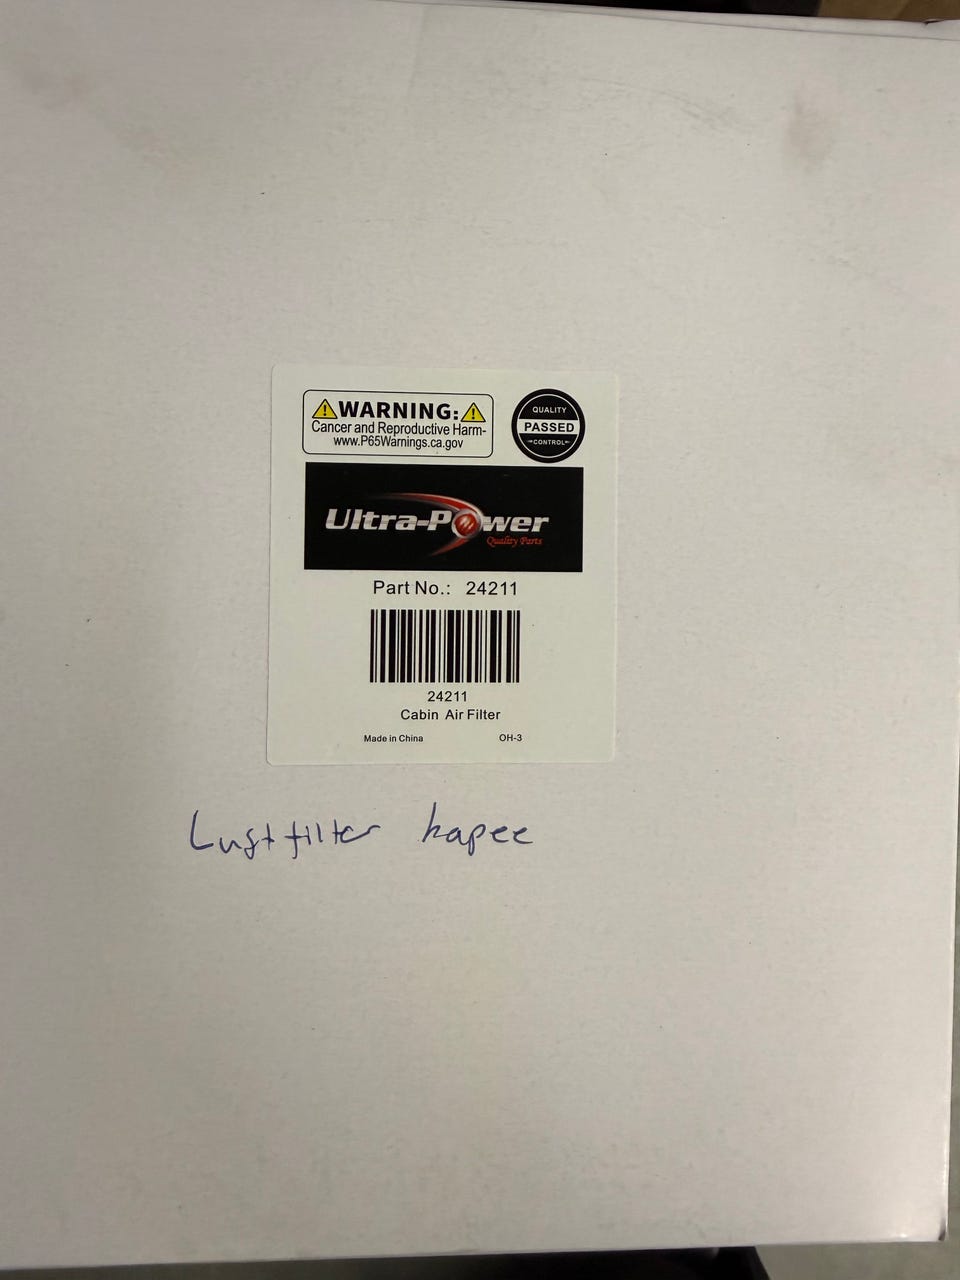 WARNING:
Cancer and Reproductive Harm-
www.P65Warnings.ca.gov
QUALITY
PASSED
CONTROL
Ultra-Power
Quality Parts
Part No.: 24211
24211
Cabin Air Filter
Made in China OH-3
Luftfilter kapee